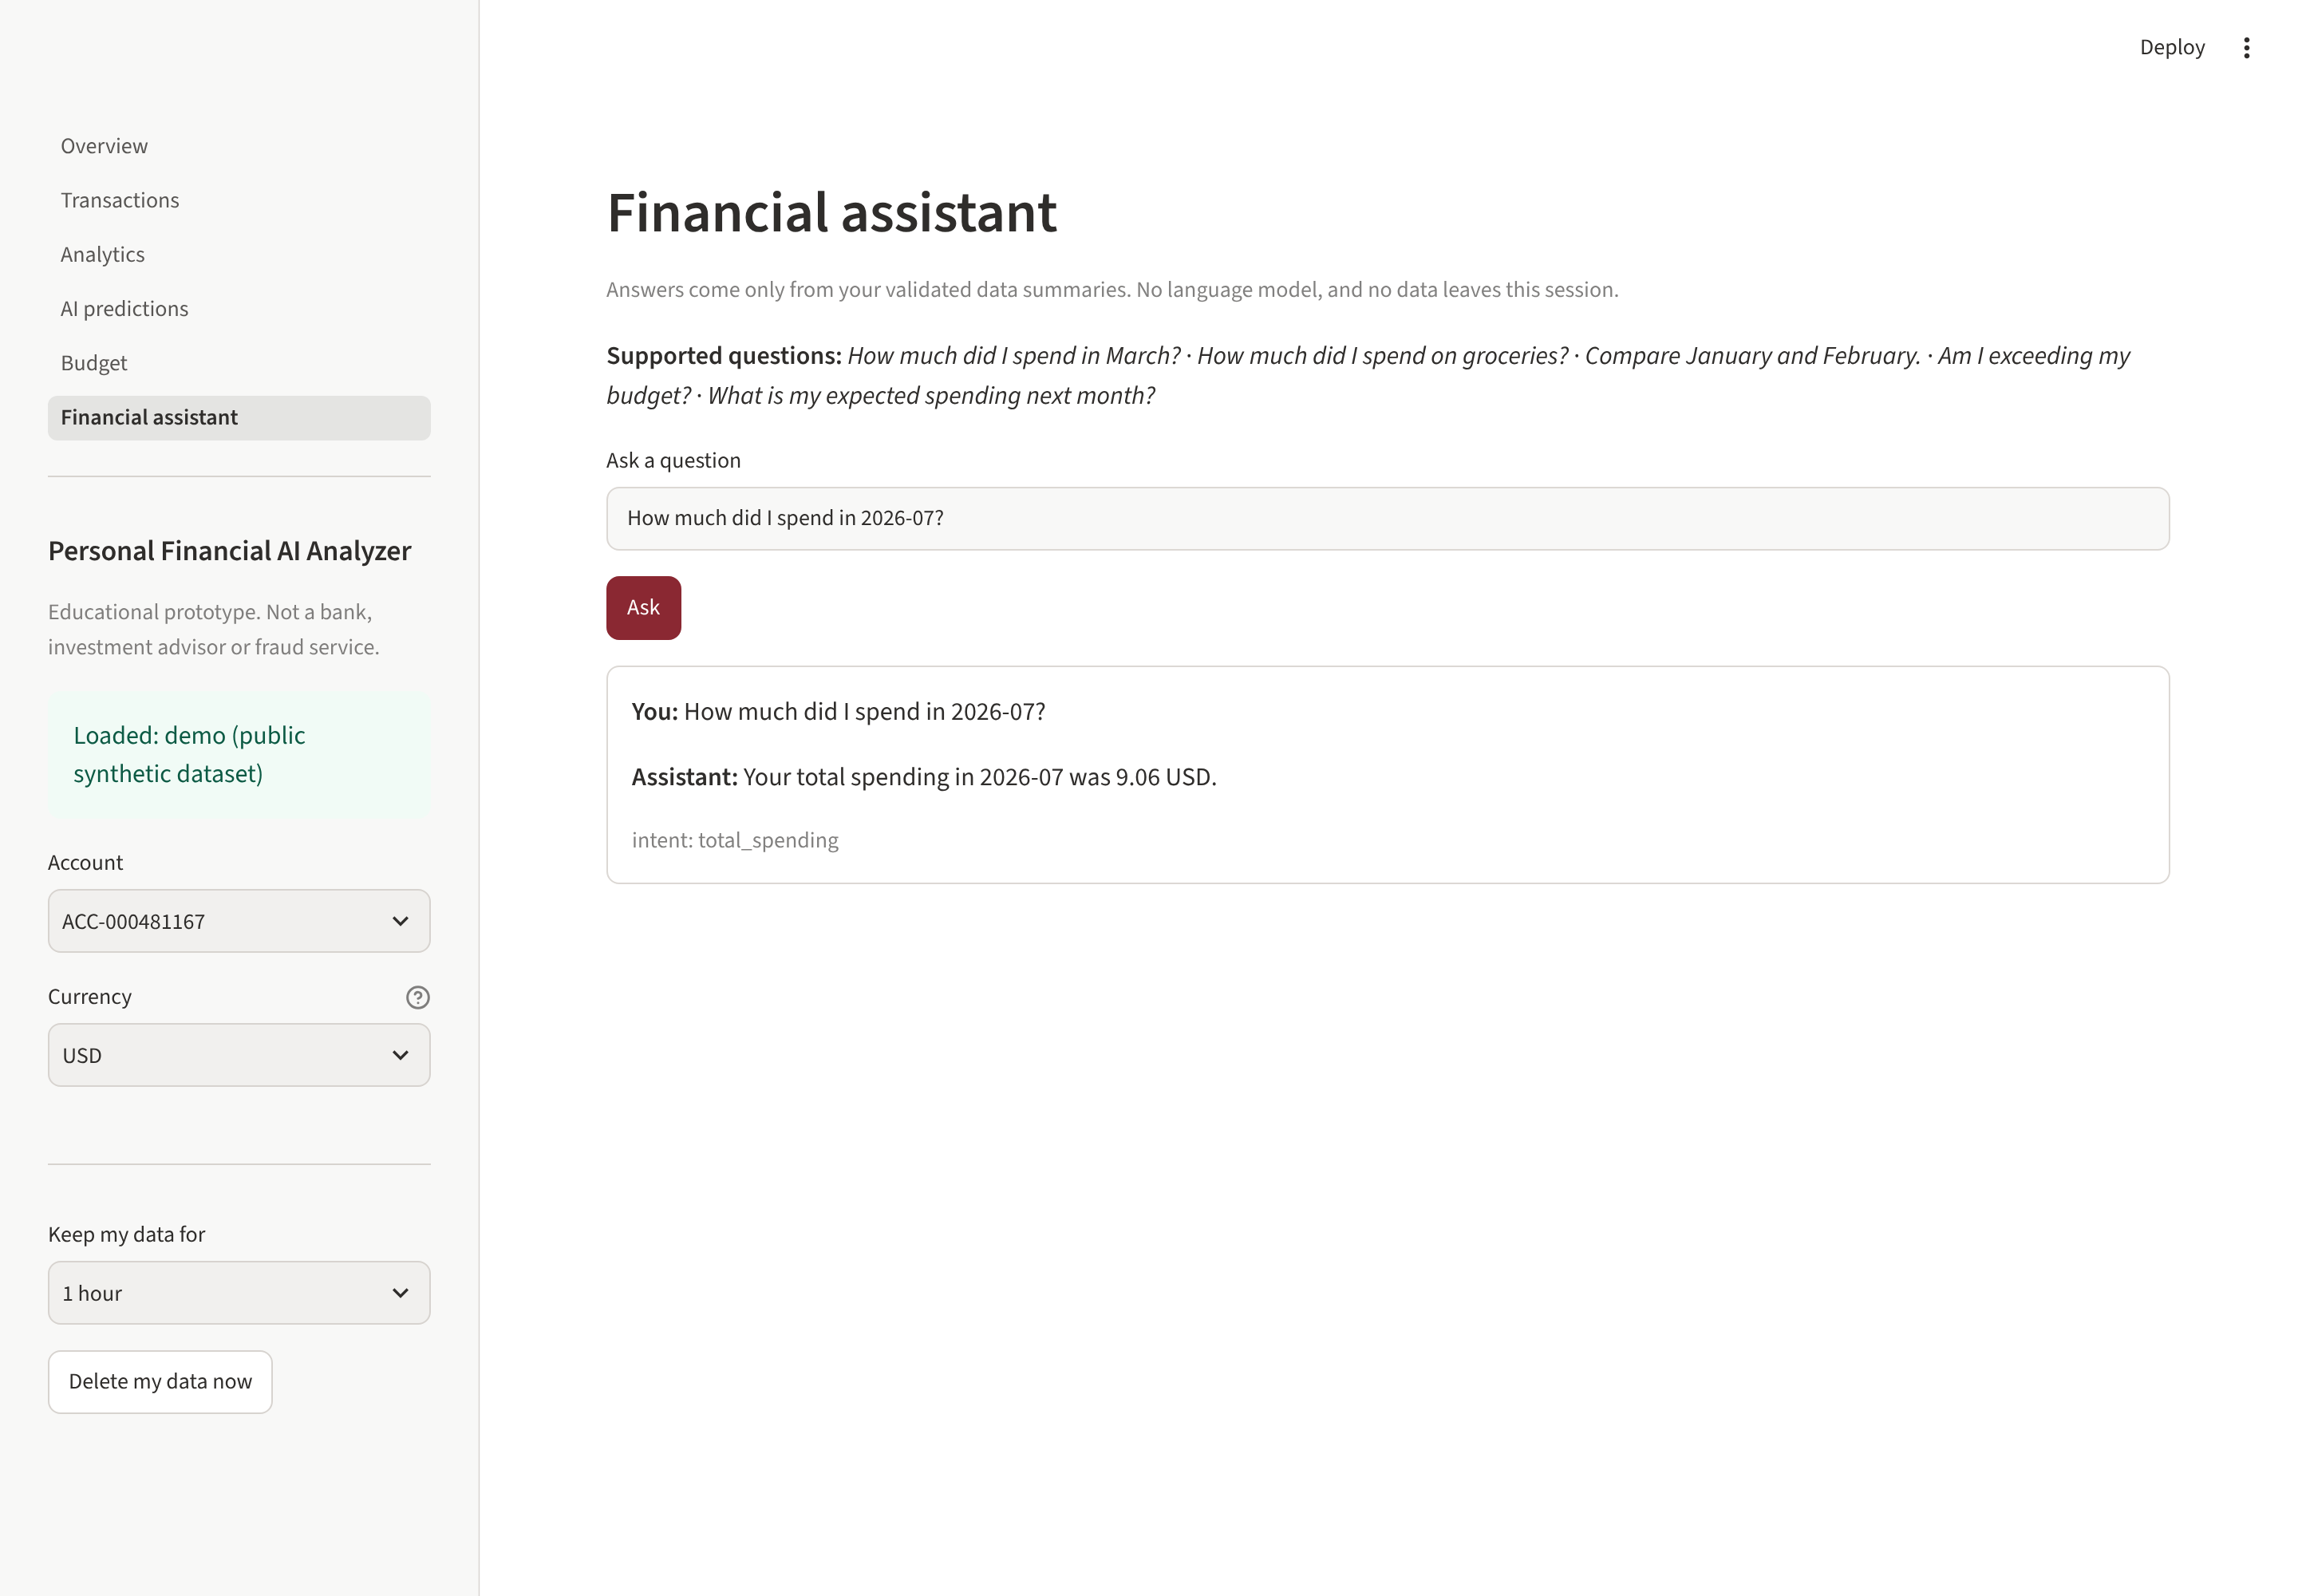 Deploy
Overview
Transactions
Analytics
AI predictions
Budget
Financial assistant
Personal Financial AI Analyzer
Educational prototype. Not a bank,
investment advisor or fraud service.
Loaded: demo (public
synthetic dataset)
Account
ACC-000481167
Currency
USD
Keep my data for
1 hour
Delete my data now
Financial assistant
Answers come only from your validated data summaries. No language model, and no data leaves this session.
Supported questions: How much did I spend in March? · How much did I spend on groceries? · Compare January and February. · Am I exceeding my
budget? · What is my expected spending next month?
Ask a question
How much did I spend in 2026-07?
Ask
You: How much did I spend in 2026-07?
Assistant: Your total spending in 2026-07 was 9.06 USD.
intent: total_spending